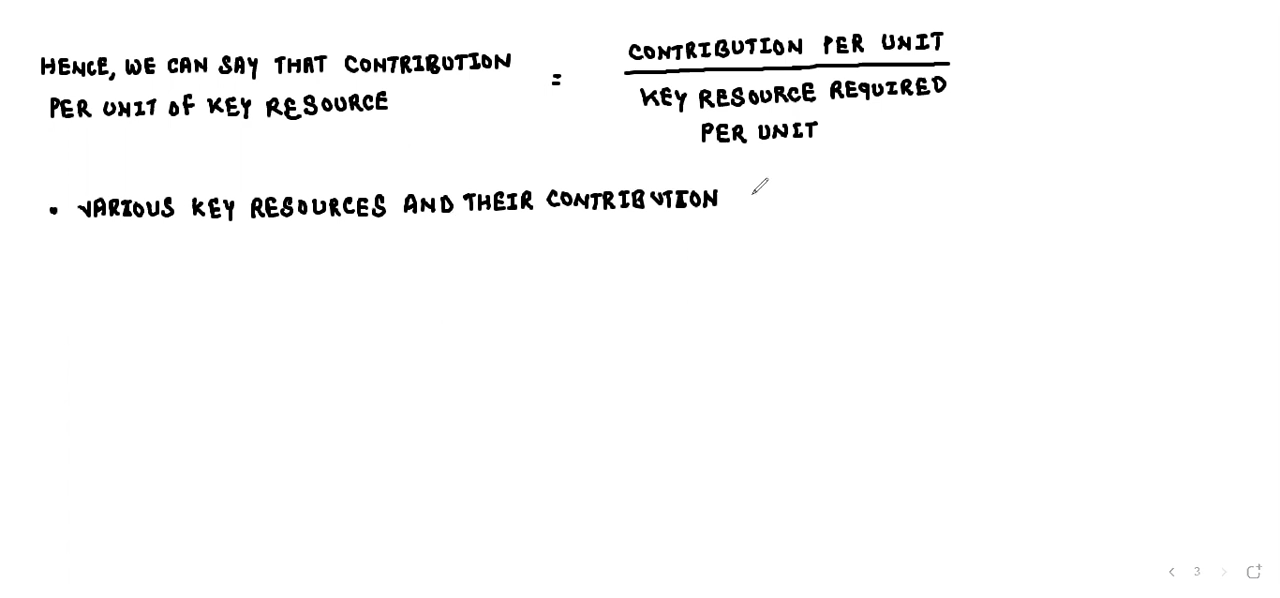 HENCE, WE CAN SAY THAT CONTRIBUTION
PER UNIT OF KEY RESOURCE
=
CONTRIBUTION PER UNIT
KEY RESOURCE REQUIRED
PER UNIT
• VARIOUS KEY RESOURCES AND THEIR CONTRIBUTION
< 3 >